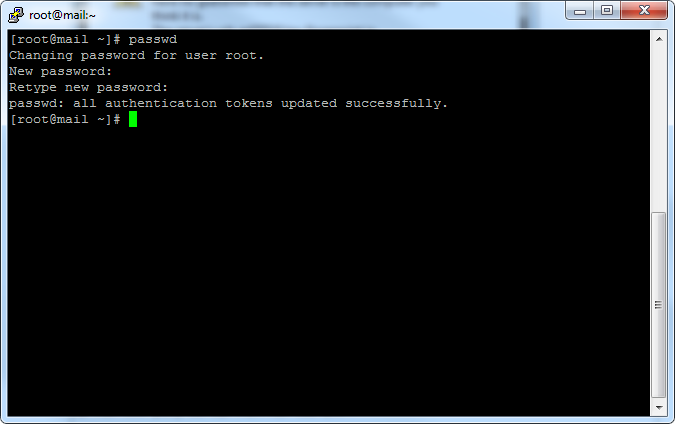 root@mail:~
[root@mail ~]# passwd
Changing password for user root.
New password:
Retype new password:
passwd: all authentication tokens updated successfully.
[root@mail ~]#